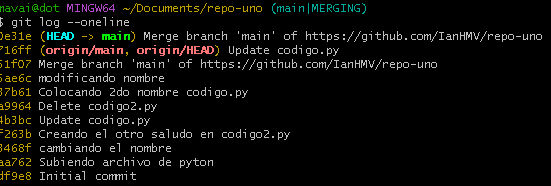 mavai@dot MINGW64 ~/Documents/repo-uno (main|MERGING)
$ git log --oneline
0e31e (HEAD -> main) Merge branch 'main' of https://github.com/IanHMV/repo-uno
716ff (origin/main, origin/HEAD) Update codigo.py
51f07 Merge branch 'main' of https://github.com/IanHMV/repo-uno
5ae6c modificando nombre
37b61 Colocando 2do nombre codigo.py
a9964 Delete codigo2.py
4b3bc Update codigo.py
f263b Creando el otro saludo en codigo2.py
3468f cambiando el nombre
aa762 Subiendo archivo de pyton
df9e8 Initial commit